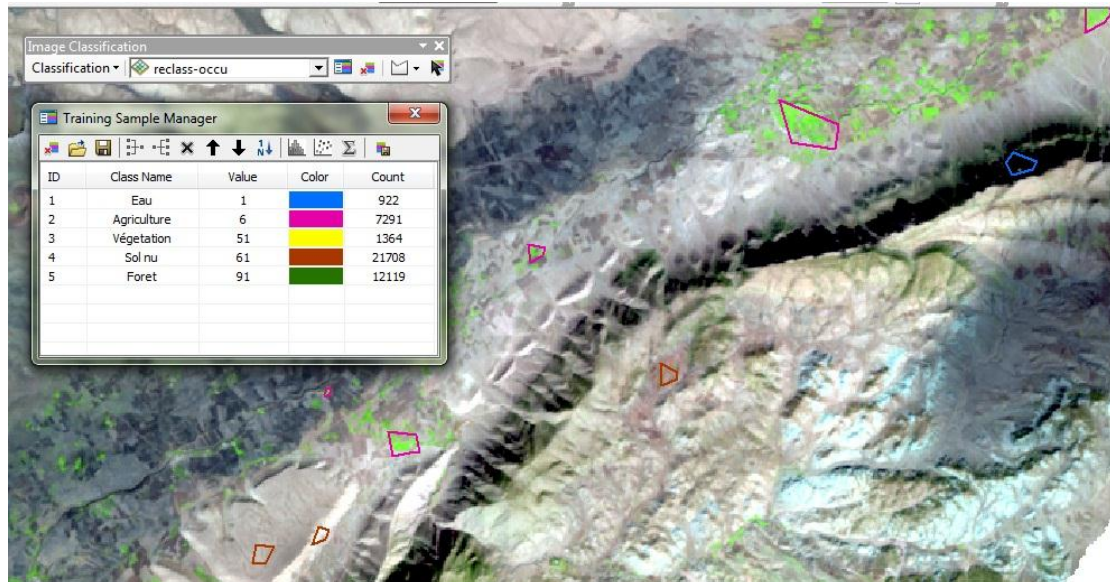 Image Classification
Classification reclass-occu
Training Sample Manager
ID Class Name Value Color Count
1 Eau 1 922
2 Agriculture 6 7291
3 Végetation 51 1364
4 Sol nu 61 21708
5 Foret 91 12119